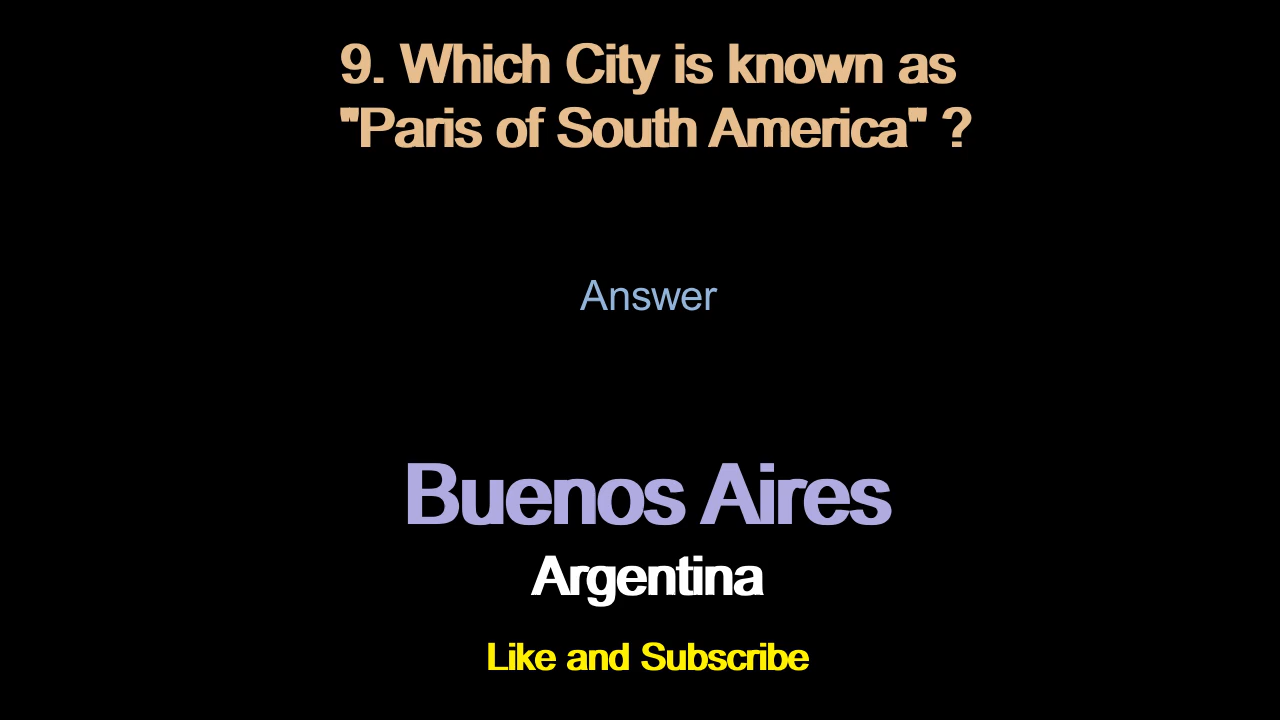 9. Which City is known as
"Paris of South America" ?
Answer
Buenos Aires
Argentina
Like and Subscribe